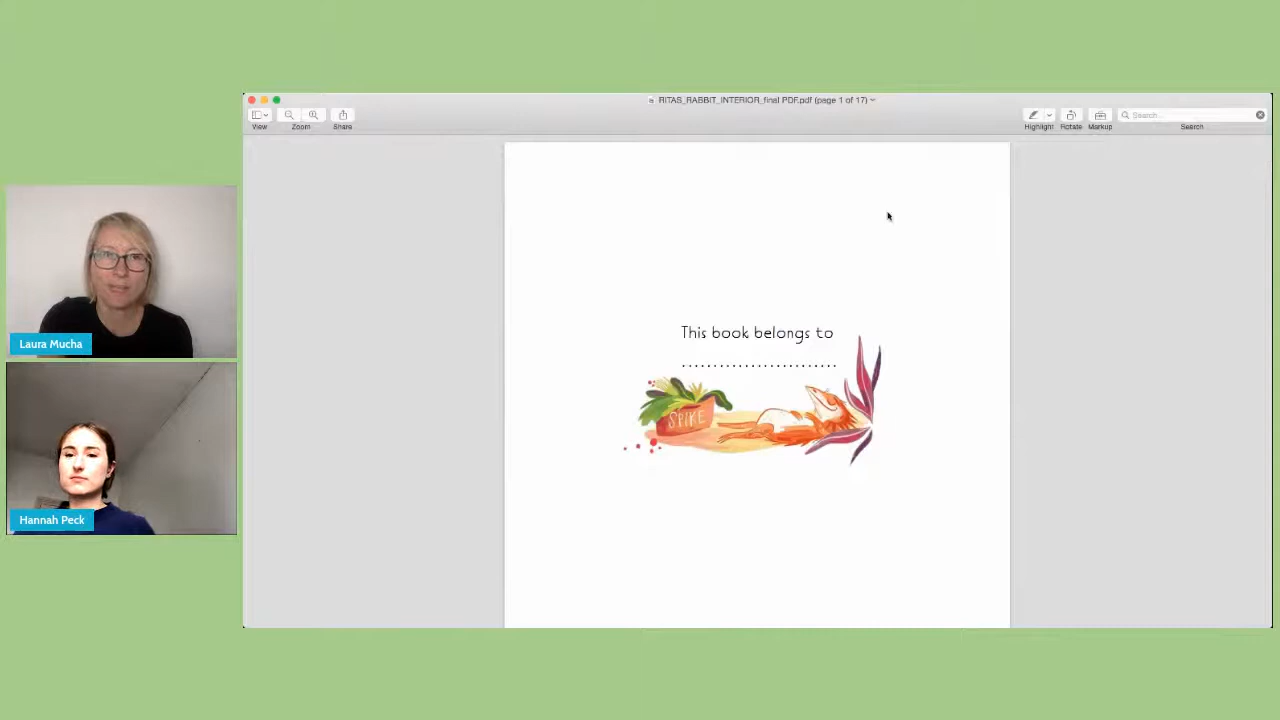 RITAS_RABBIT_INTERIOR_final PDF.pdf (page 1 of 17)
View
Zoom
Share
Highlight
Rotate
Markup
Search...
Search
This book belongs to
........................
SPIKE
Laura Mucha
Hannah Peck